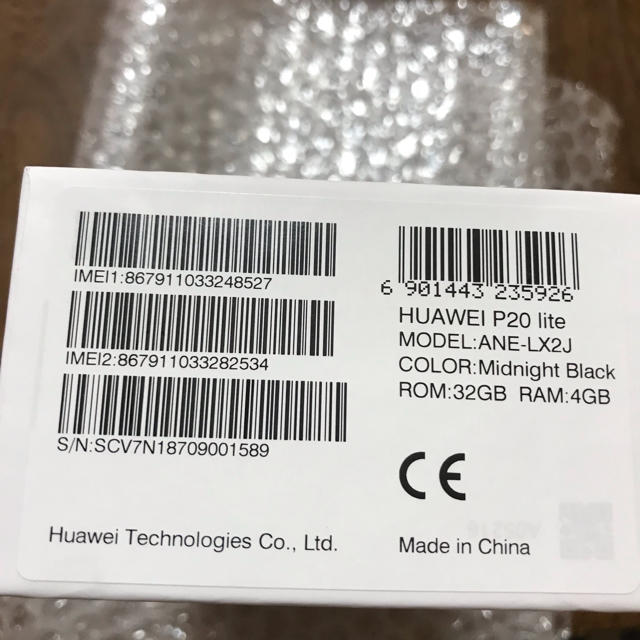 IMEI1:867911033248527
IMEI2:867911033282534
S/N:SCV7N18709001589
Huawei Technologies Co., Ltd.
6 901443 235926
HUAWEI P20 lite
MODEL:ANE-LX2J
COLOR:Midnight Black
ROM:32GB RAM:4GB
CE
Made in China